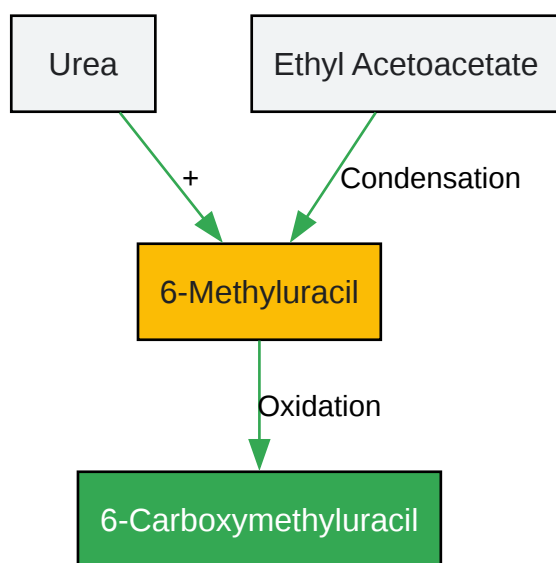 Urea
Ethyl Acetoacetate
+
Condensation
6-Methyluracil
Oxidation
6-Carboxymethyluracil